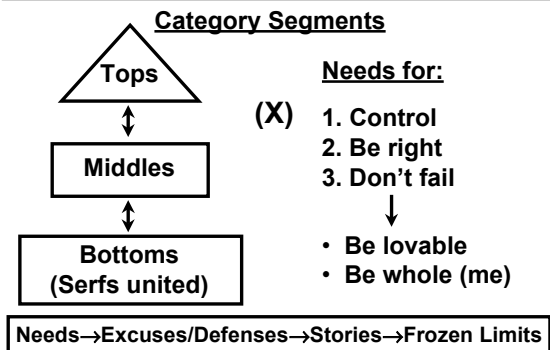 Category Segments
Tops
Middles
Bottoms
(Serfs united)
(X)
Needs for:
1. Control
2. Be right
3. Don't fail
• Be lovable
• Be whole (me)
Needs→Excuses/Defenses→Stories→Frozen Limits